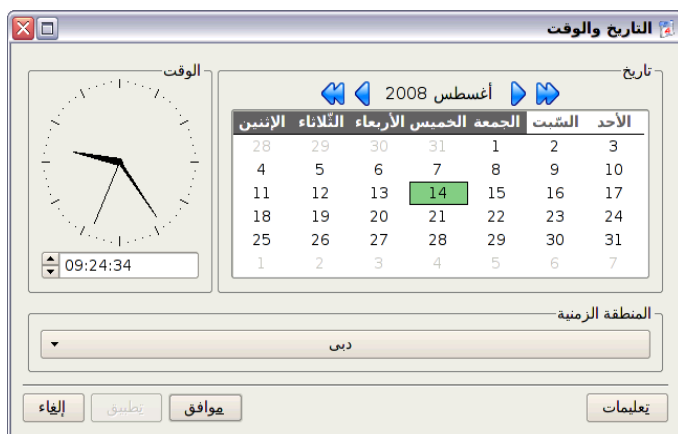 التاريخ والوقت
تاريخ
أغسطس 2008
الإثنين الثّلاثاء الأربعاء الخميس الجمعة السّبت الأحد
28 29 30 31 1 2 3
4 5 6 7 8 9 10
11 12 13 14 15 16 17
18 19 20 21 22 23 24
25 26 27 28 29 30 31
1 2 3 4 5 6 7
الوقت
09:24:34
المنطقة الزمنية
دبى
تعليمات
موافق
تطبيق
إلغاء